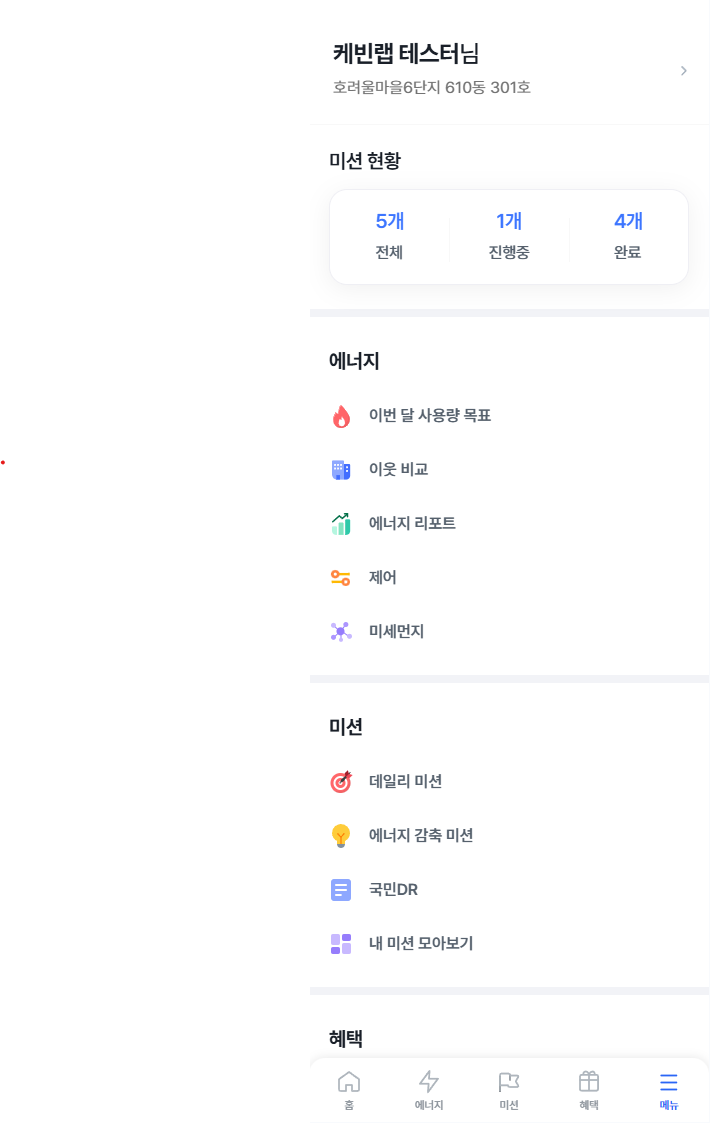 케빈랩 테스터님
호려울마을6단지 610동 301호
미션 현황
5개 1개 4개
전체 진행중 완료
에너지
이번 달 사용량 목표
이웃 비교
에너지 리포트
제어
미세먼지
미션
데일리 미션
에너지 감축 미션
국민DR
내 미션 모아보기
혜택
홈 에너지 미션 혜택 메뉴